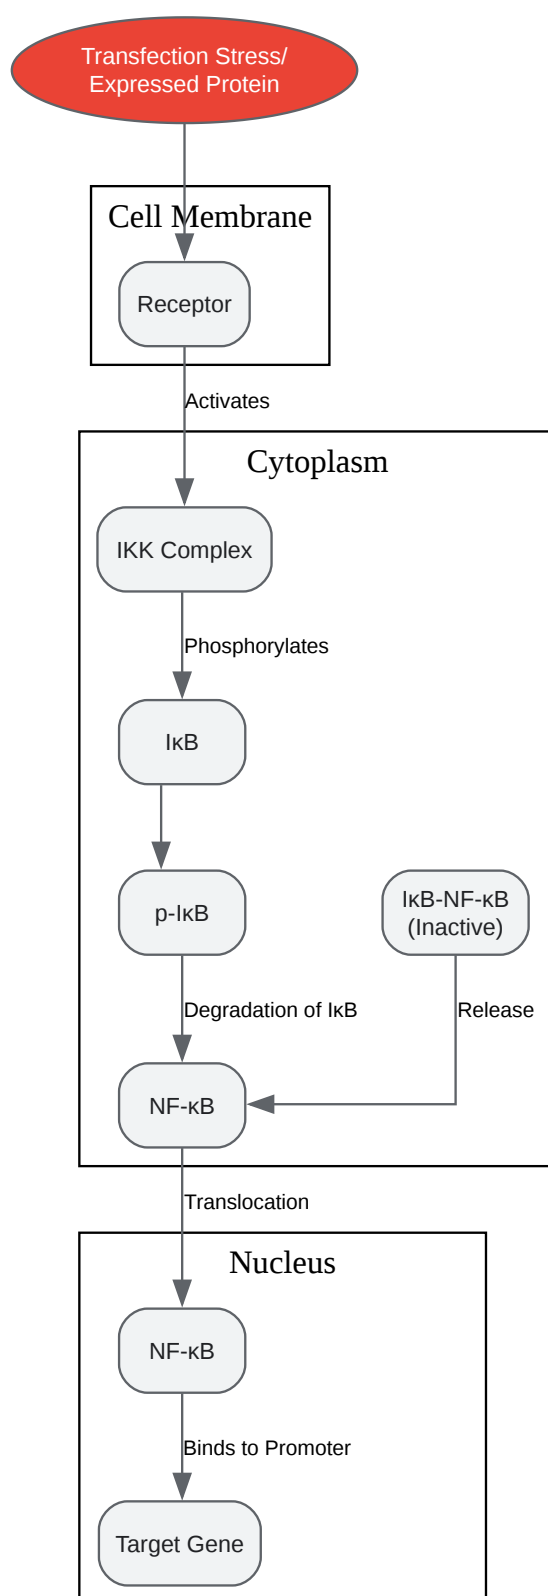 Transfection Stress/
Expressed Protein
Cell Membrane
Receptor
Activates
Cytoplasm
IKK Complex
Phosphorylates
IκB
p-IκB
IκB-NF-κB
(Inactive)
Degradation of IκB
Release
NF-κB
Translocation
Nucleus
NF-κB
Binds to Promoter
Target Gene